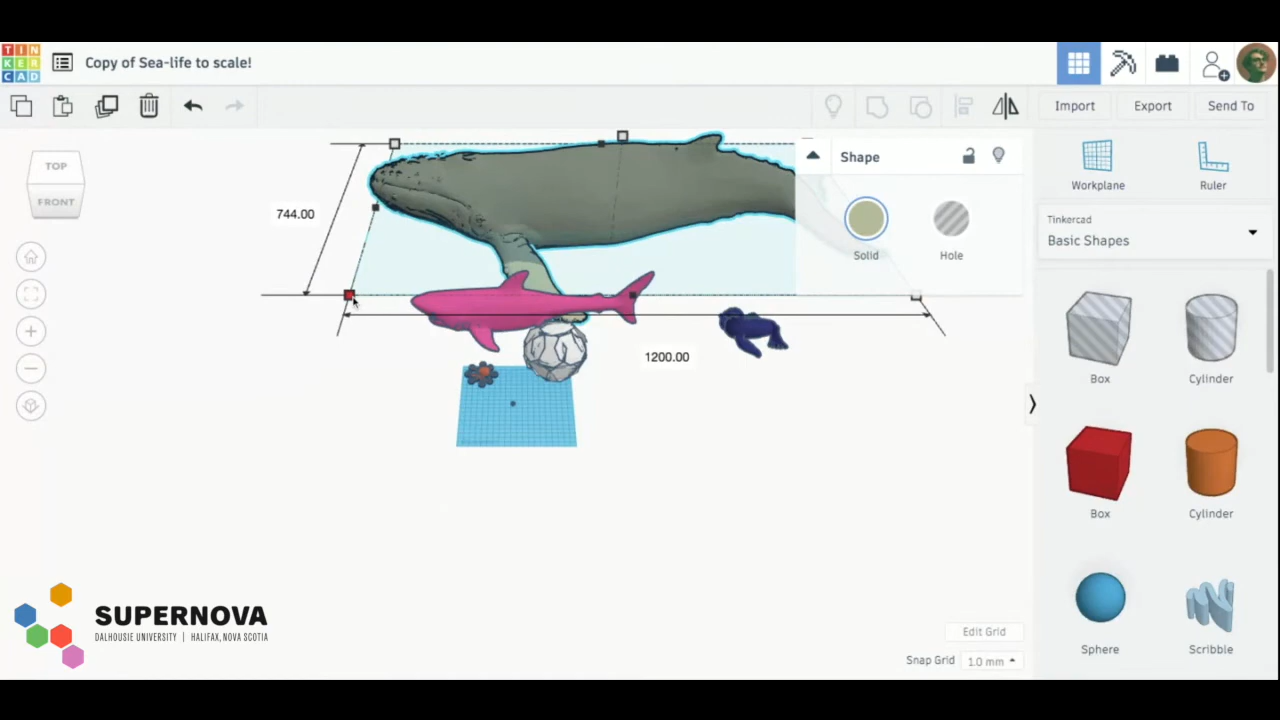 TIN
KER
CAD
Copy of Sea-life to scale!
Import
Export
Send To
TOP
FRONT
744.00
1200.00
Shape
Solid
Hole
Workplane
Ruler
Tinkercad
Basic Shapes
Box
Cylinder
Box
Cylinder
Sphere
Scribble
Edit Grid
Snap Grid
1.0 mm
SUPERNOVA
DALHOUSIE UNIVERSITY | HALIFAX, NOVA SCOTIA